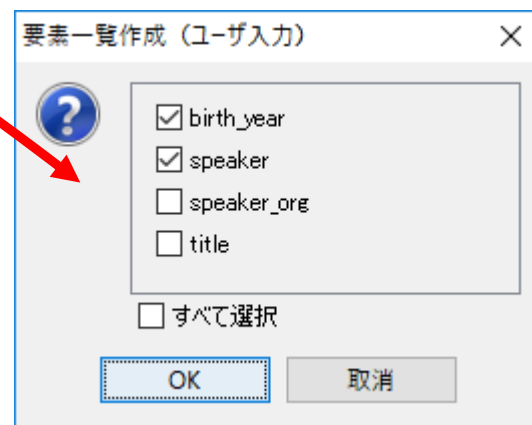 要素一覧作成（ユーザ入力）
birth_year
speaker
speaker_org
title
すべて選択
OK
取消